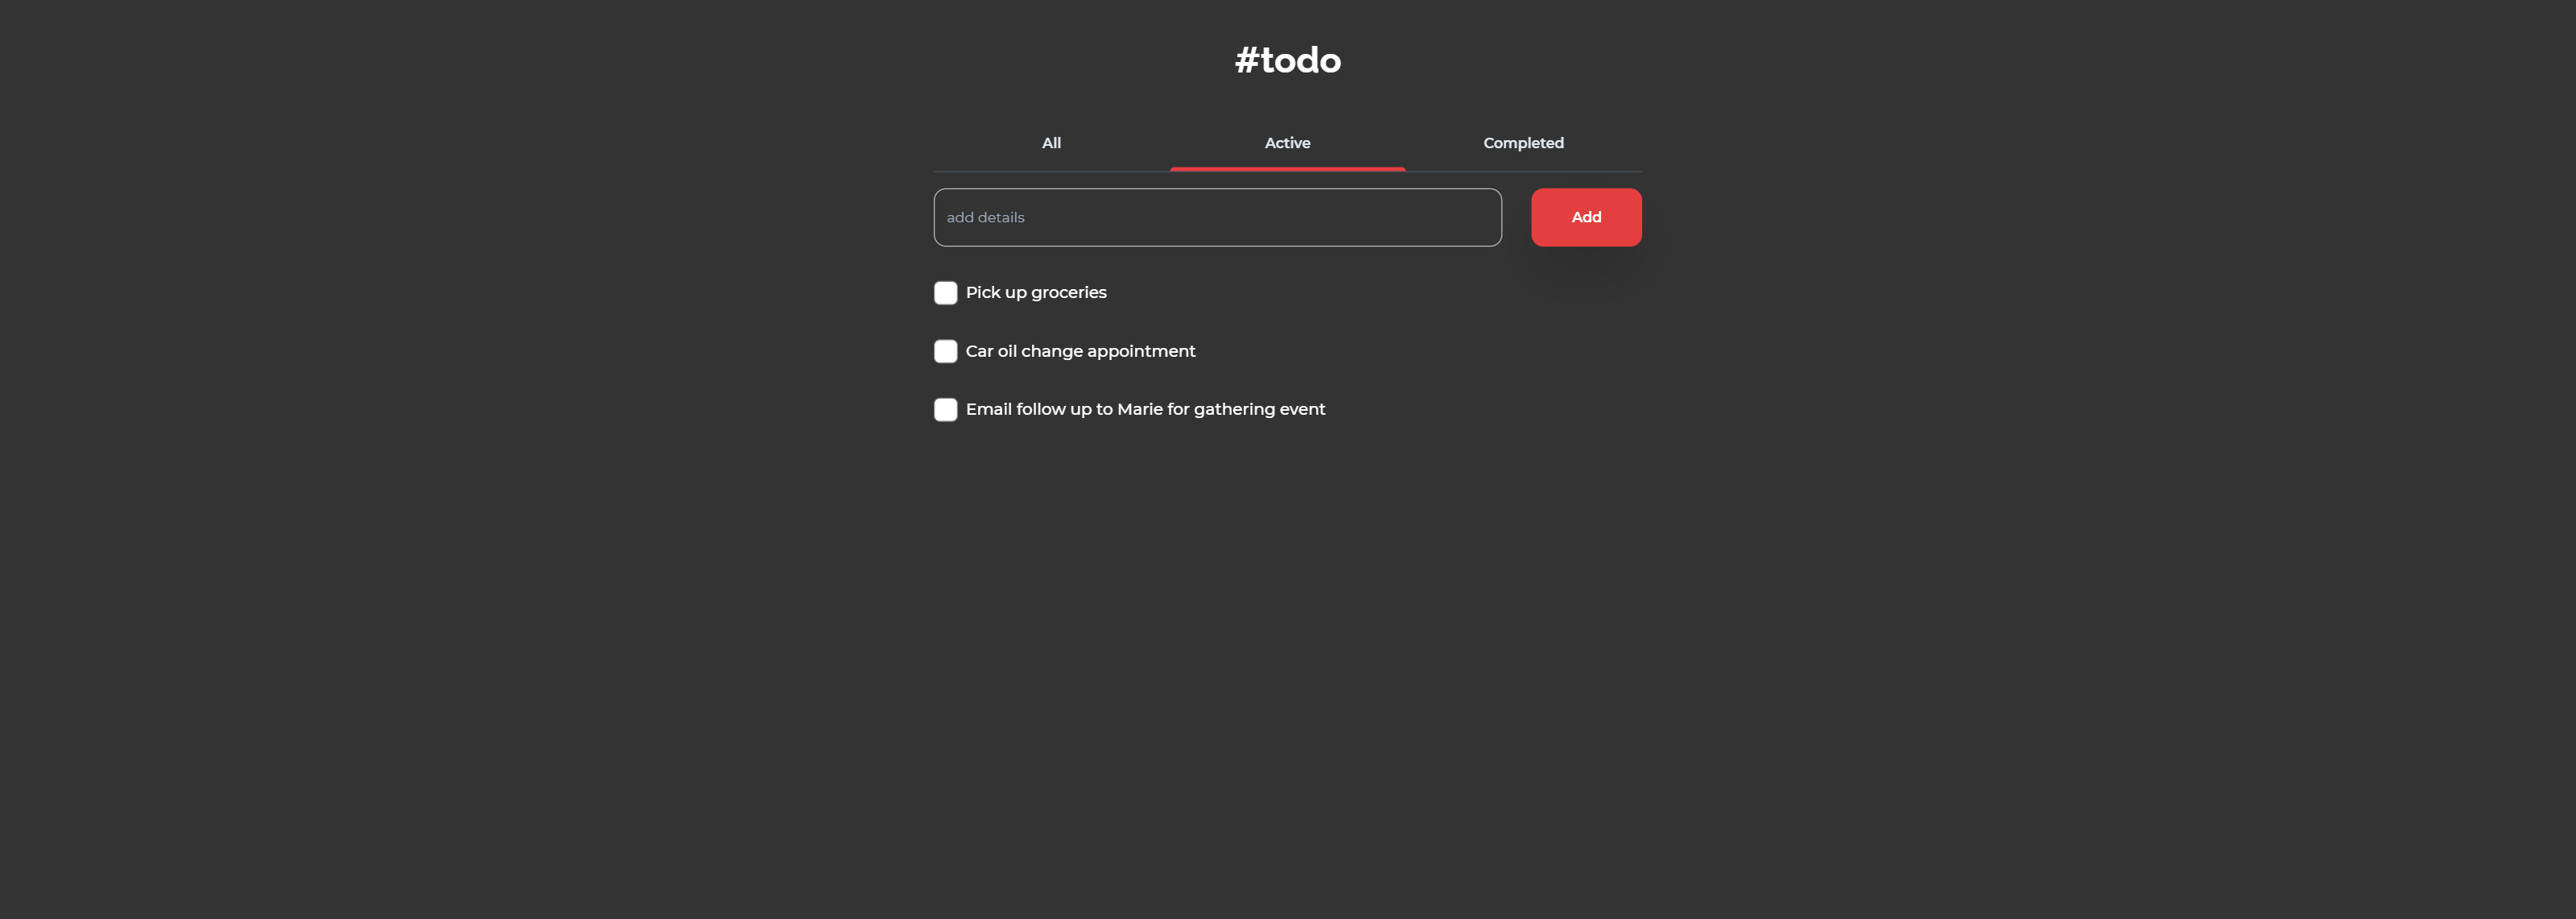 #todo
All Active Completed
add details Add
Pick up groceries
Car oil change appointment
Email follow up to Marie for gathering event